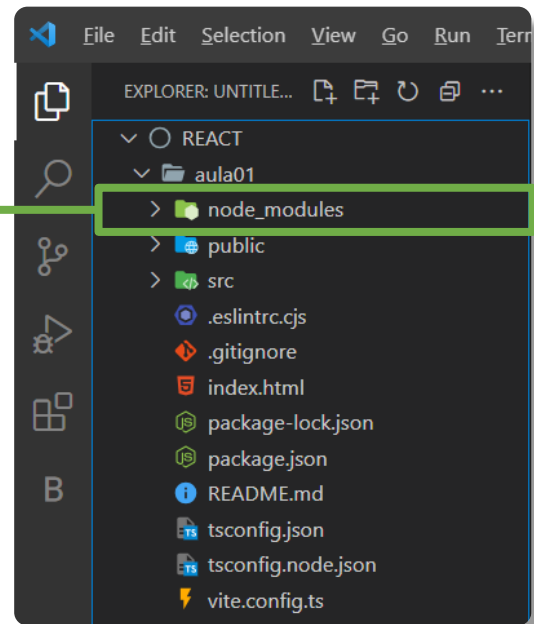 File Edit Selection View Go Run Terr
EXPLORER: UNTITLE...
REACT
aula01
node_modules
public
src
.eslintrc.cjs
.gitignore
index.html
package-lock.json
package.json
README.md
tsconfig.json
tsconfig.node.json
vite.config.ts
B